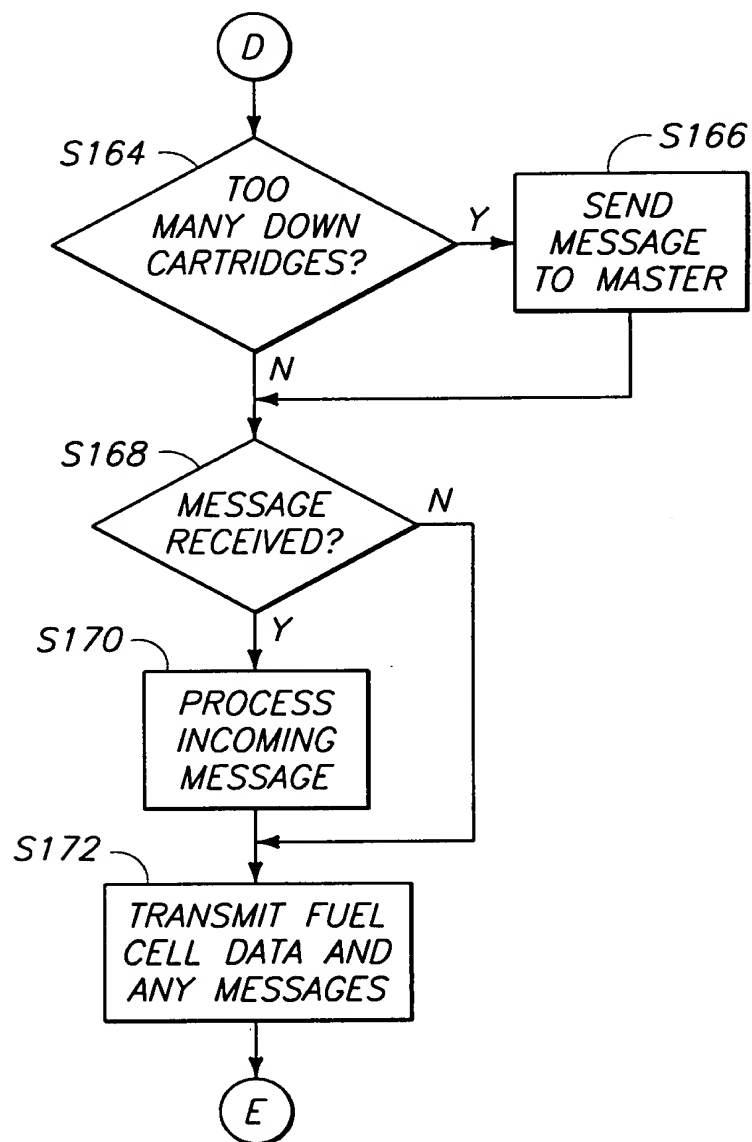 D
S164
TOO
MANY DOWN
CARTRIDGES?
Y
S166
SEND
MESSAGE
TO MASTER
N
S168
MESSAGE
RECEIVED?
N
Y
S170
PROCESS
INCOMING
MESSAGE
S172
TRANSMIT FUEL
CELL DATA AND
ANY MESSAGES
E